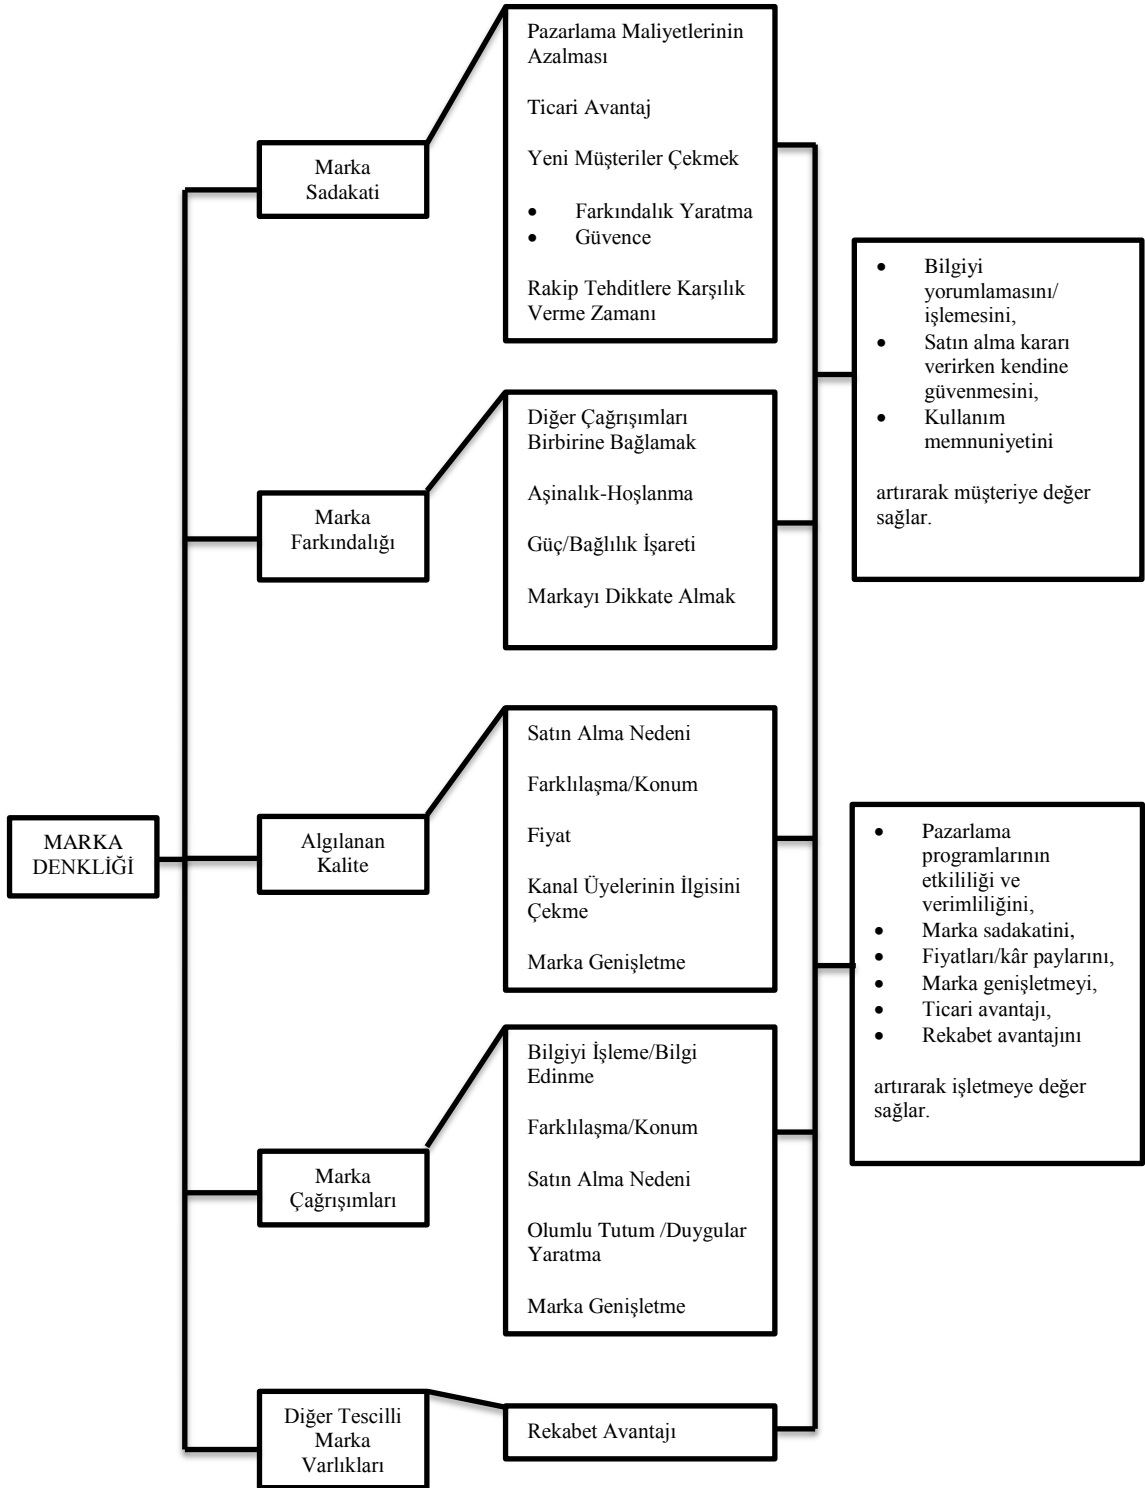 MARKA
DENKLİĞİ
Marka
Sadakati
Pazarlama Maliyetlerinin
Azalması
Ticari Avantaj
Yeni Müşteriler Çekmek
• Farkındalık Yaratma
• Güvence
Rakip Tehditlere Karşılık
Verme Zamanı
Marka
Farkındalığı
Diğer Çağrışımları
Birbirine Bağlamak
Aşinalık-Hoşlanma
Güç/Bağlılık İşareti
Markayı Dikkate Almak
Algılanan
Kalite
Satın Alma Nedeni
Farklılaşma/Konum
Fiyat
Kanal Üyelerinin İlgisini
Çekme
Marka Genişletme
Marka
Çağrışımları
Bilgiyi İşleme/Bilgi
Edinme
Farklılaşma/Konum
Satın Alma Nedeni
Olumlu Tutum /Duygular
Yaratma
Marka Genişletme
Diğer Tescilli
Marka
Varlıkları
Rekabet Avantajı
• Bilgiyi
yorumlamasını/
işlemesini,
• Satın alma kararı
verirken kendine
güvenmesini,
• Kullanım
memnuniyetini
artırarak müşteriye değer
sağlar.
• Pazarlama
programlarının
etkililiği ve
verimliliğini,
• Marka sadakatini,
• Fiyatları/kâr paylarını,
• Marka genişletmeyi,
• Ticari avantajı,
• Rekabet avantajını
artırarak işletmeye değer
sağlar.